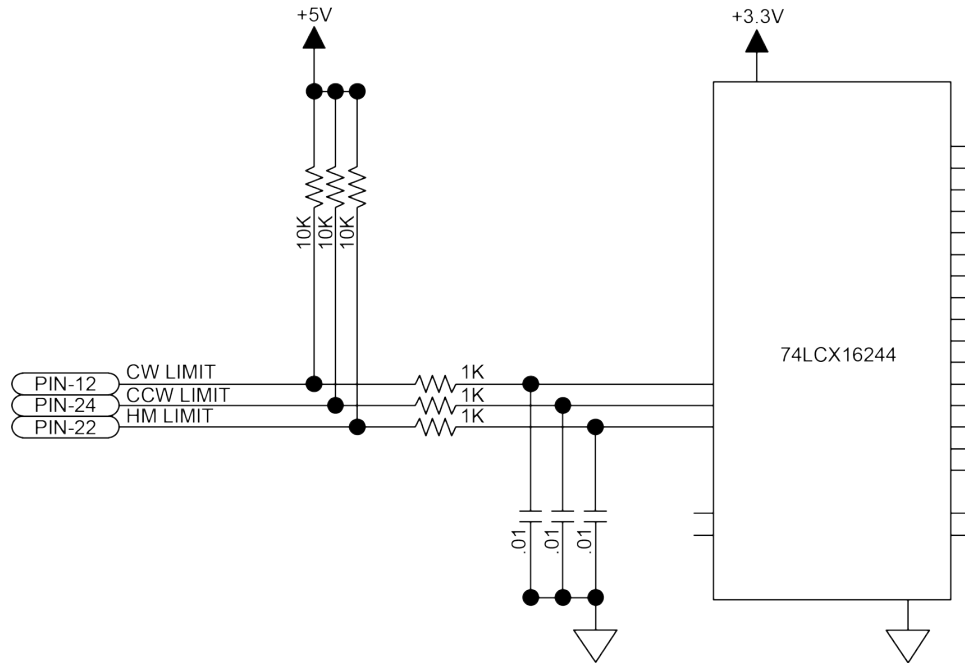 +5V
+3.3V
10K
10K
10K
74LCX16244
CW LIMIT
1K
PIN-12
CCW LIMIT
1K
PIN-24
HM LIMIT
1K
PIN-22
.01
.01
.01